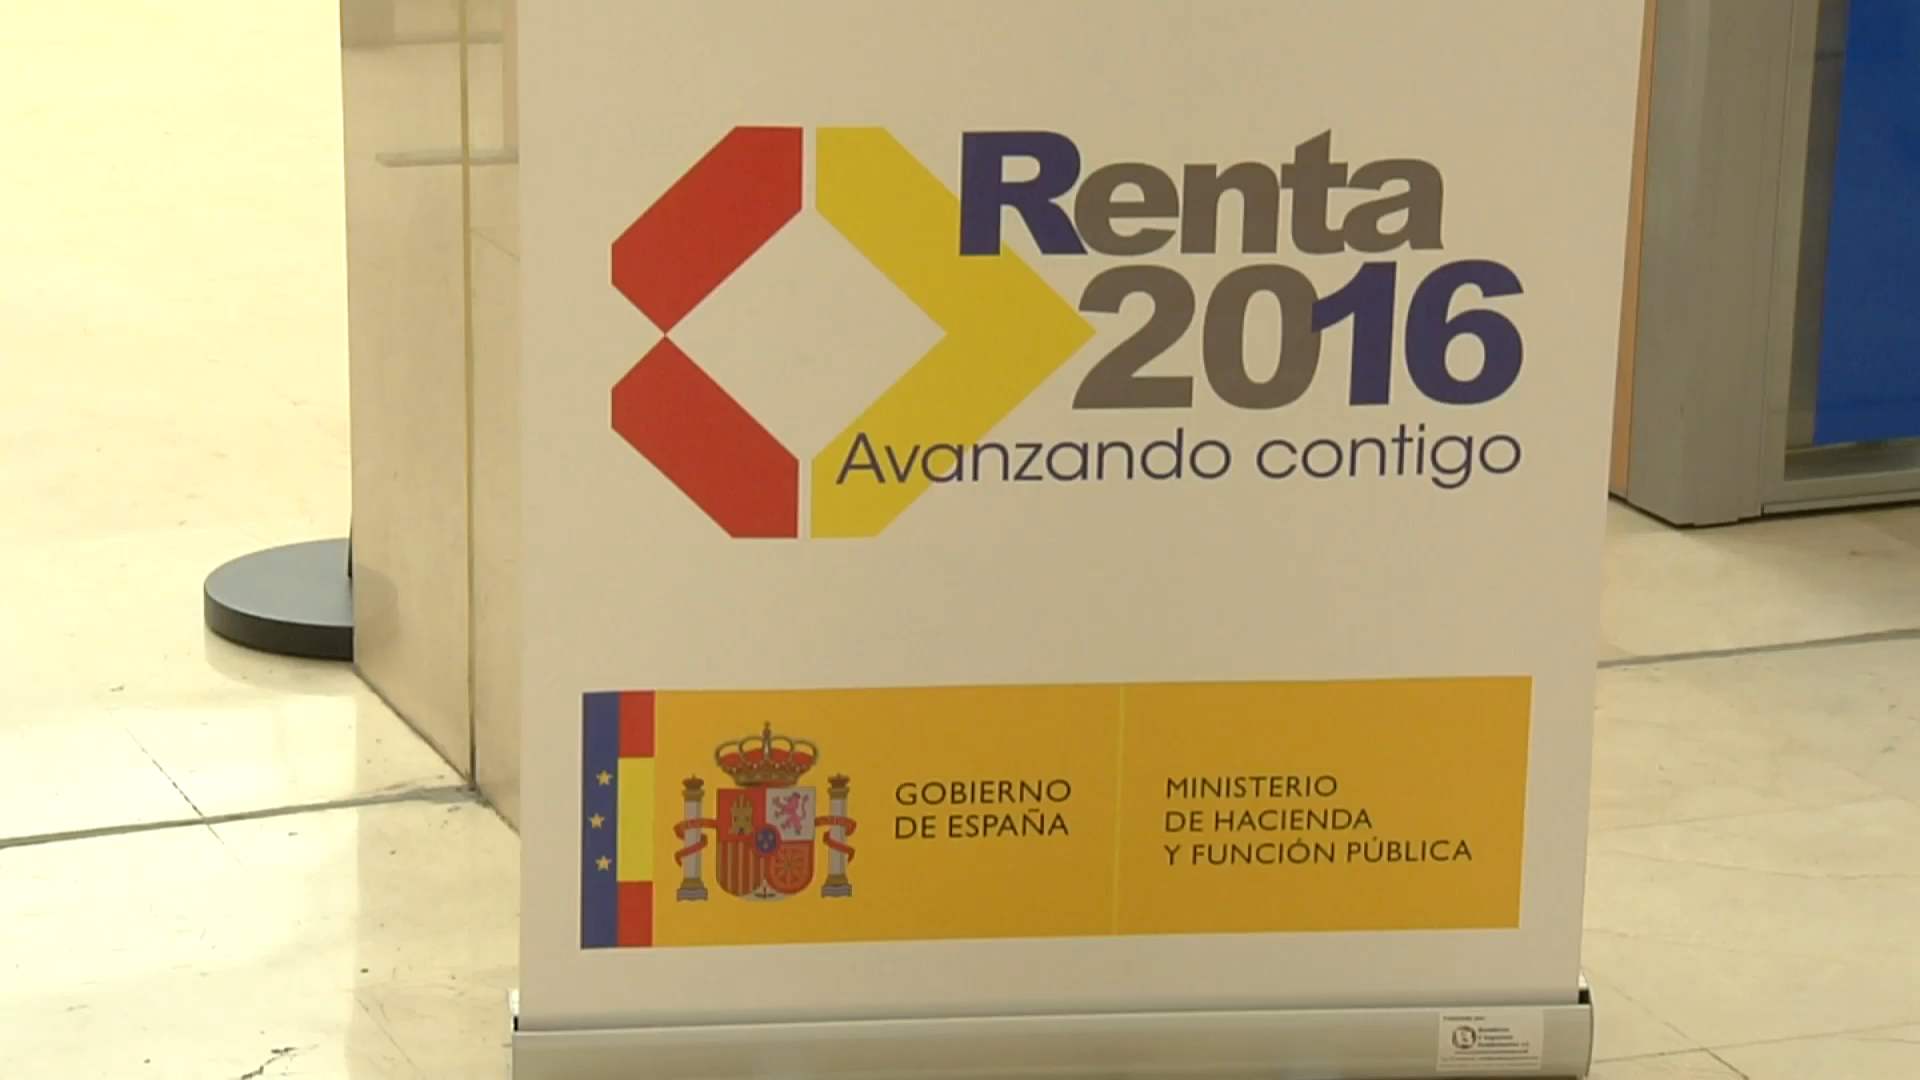 Renta
2016
Avanzando contigo
GOBIERNO
DE ESPAÑA
MINISTERIO
DE HACIENDA
Y FUNCIÓN PÚBLICA